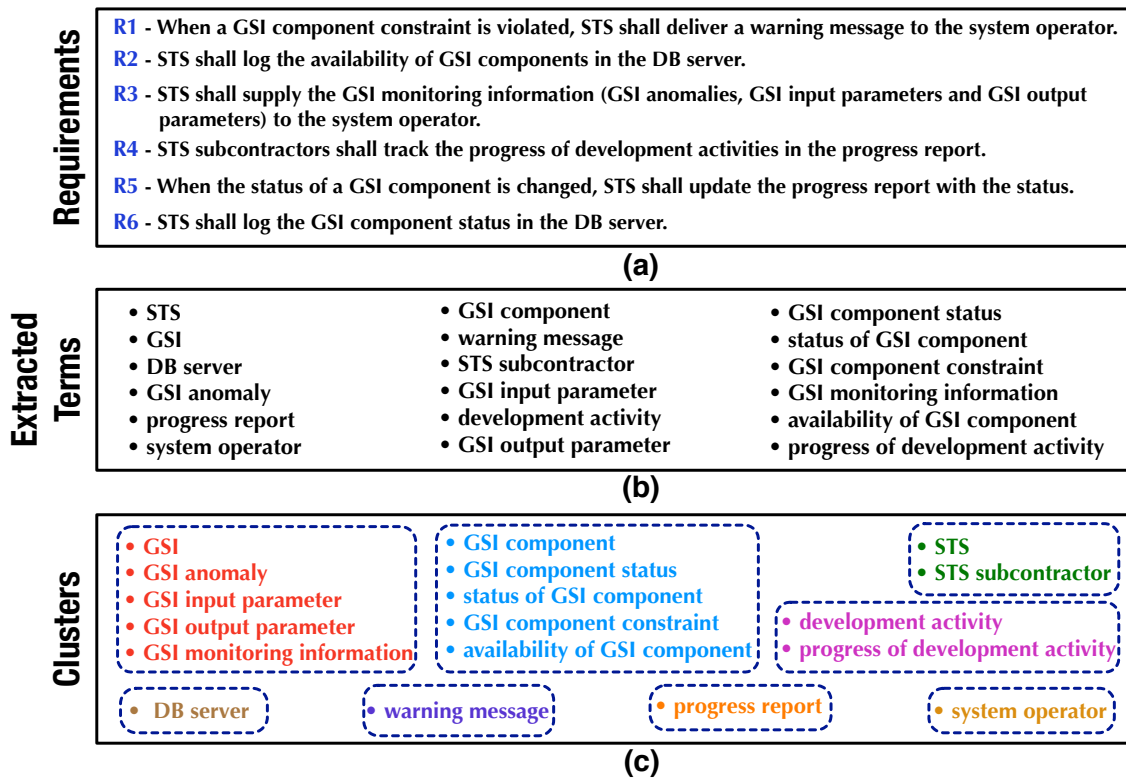 Requirements
R1 - When a GSI component constraint is violated, STS shall deliver a warning message to the system operator.
R2 - STS shall log the availability of GSI components in the DB server.
R3 - STS shall supply the GSI monitoring information (GSI anomalies, GSI input parameters and GSI output
parameters) to the system operator.
R4 - STS subcontractors shall track the progress of development activities in the progress report.
R5 - When the status of a GSI component is changed, STS shall update the progress report with the status.
R6 - STS shall log the GSI component status in the DB server.
(a)
Extracted
Terms
• STS
• GSI
• DB server
• GSI anomaly
• progress report
• system operator
• GSI component
• warning message
• STS subcontractor
• GSI input parameter
• development activity
• GSI output parameter
• GSI component status
• status of GSI component
• GSI component constraint
• GSI monitoring information
• availability of GSI component
• progress of development activity
(b)
Clusters
• GSI
• GSI anomaly
• GSI input parameter
• GSI output parameter
• GSI monitoring information
• GSI component
• GSI component status
• status of GSI component
• GSI component constraint
• availability of GSI component
• STS
• STS subcontractor
• development activity
• progress of development activity
• DB server
• warning message
• progress report
• system operator
(c)